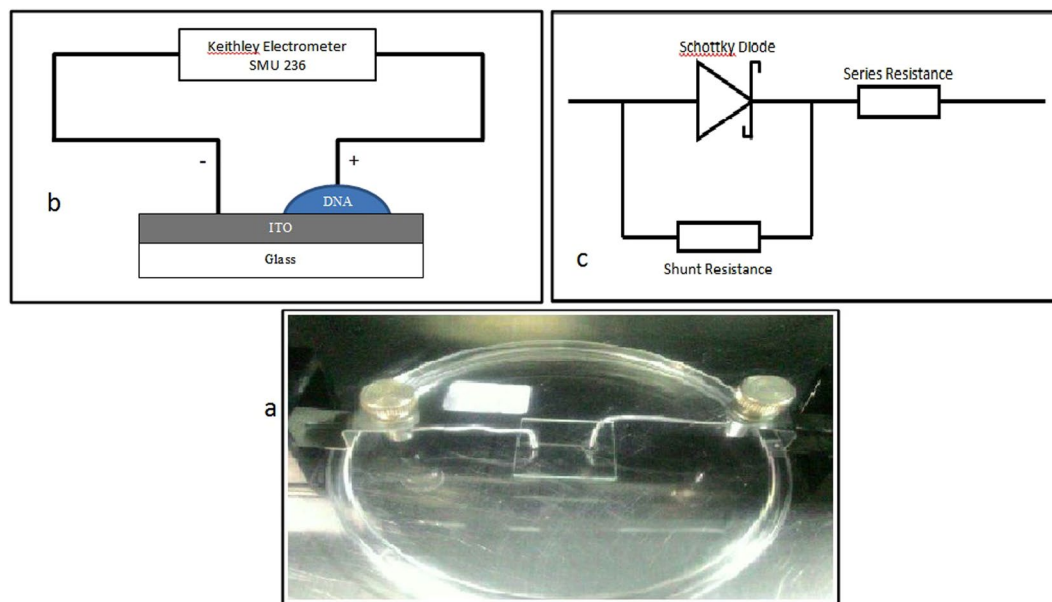 Keithley Electrometer
SMU 236
-
+
b
DNA
ITO
Glass
Schottky Diode
Series Resistance
c
Shunt Resistance
a